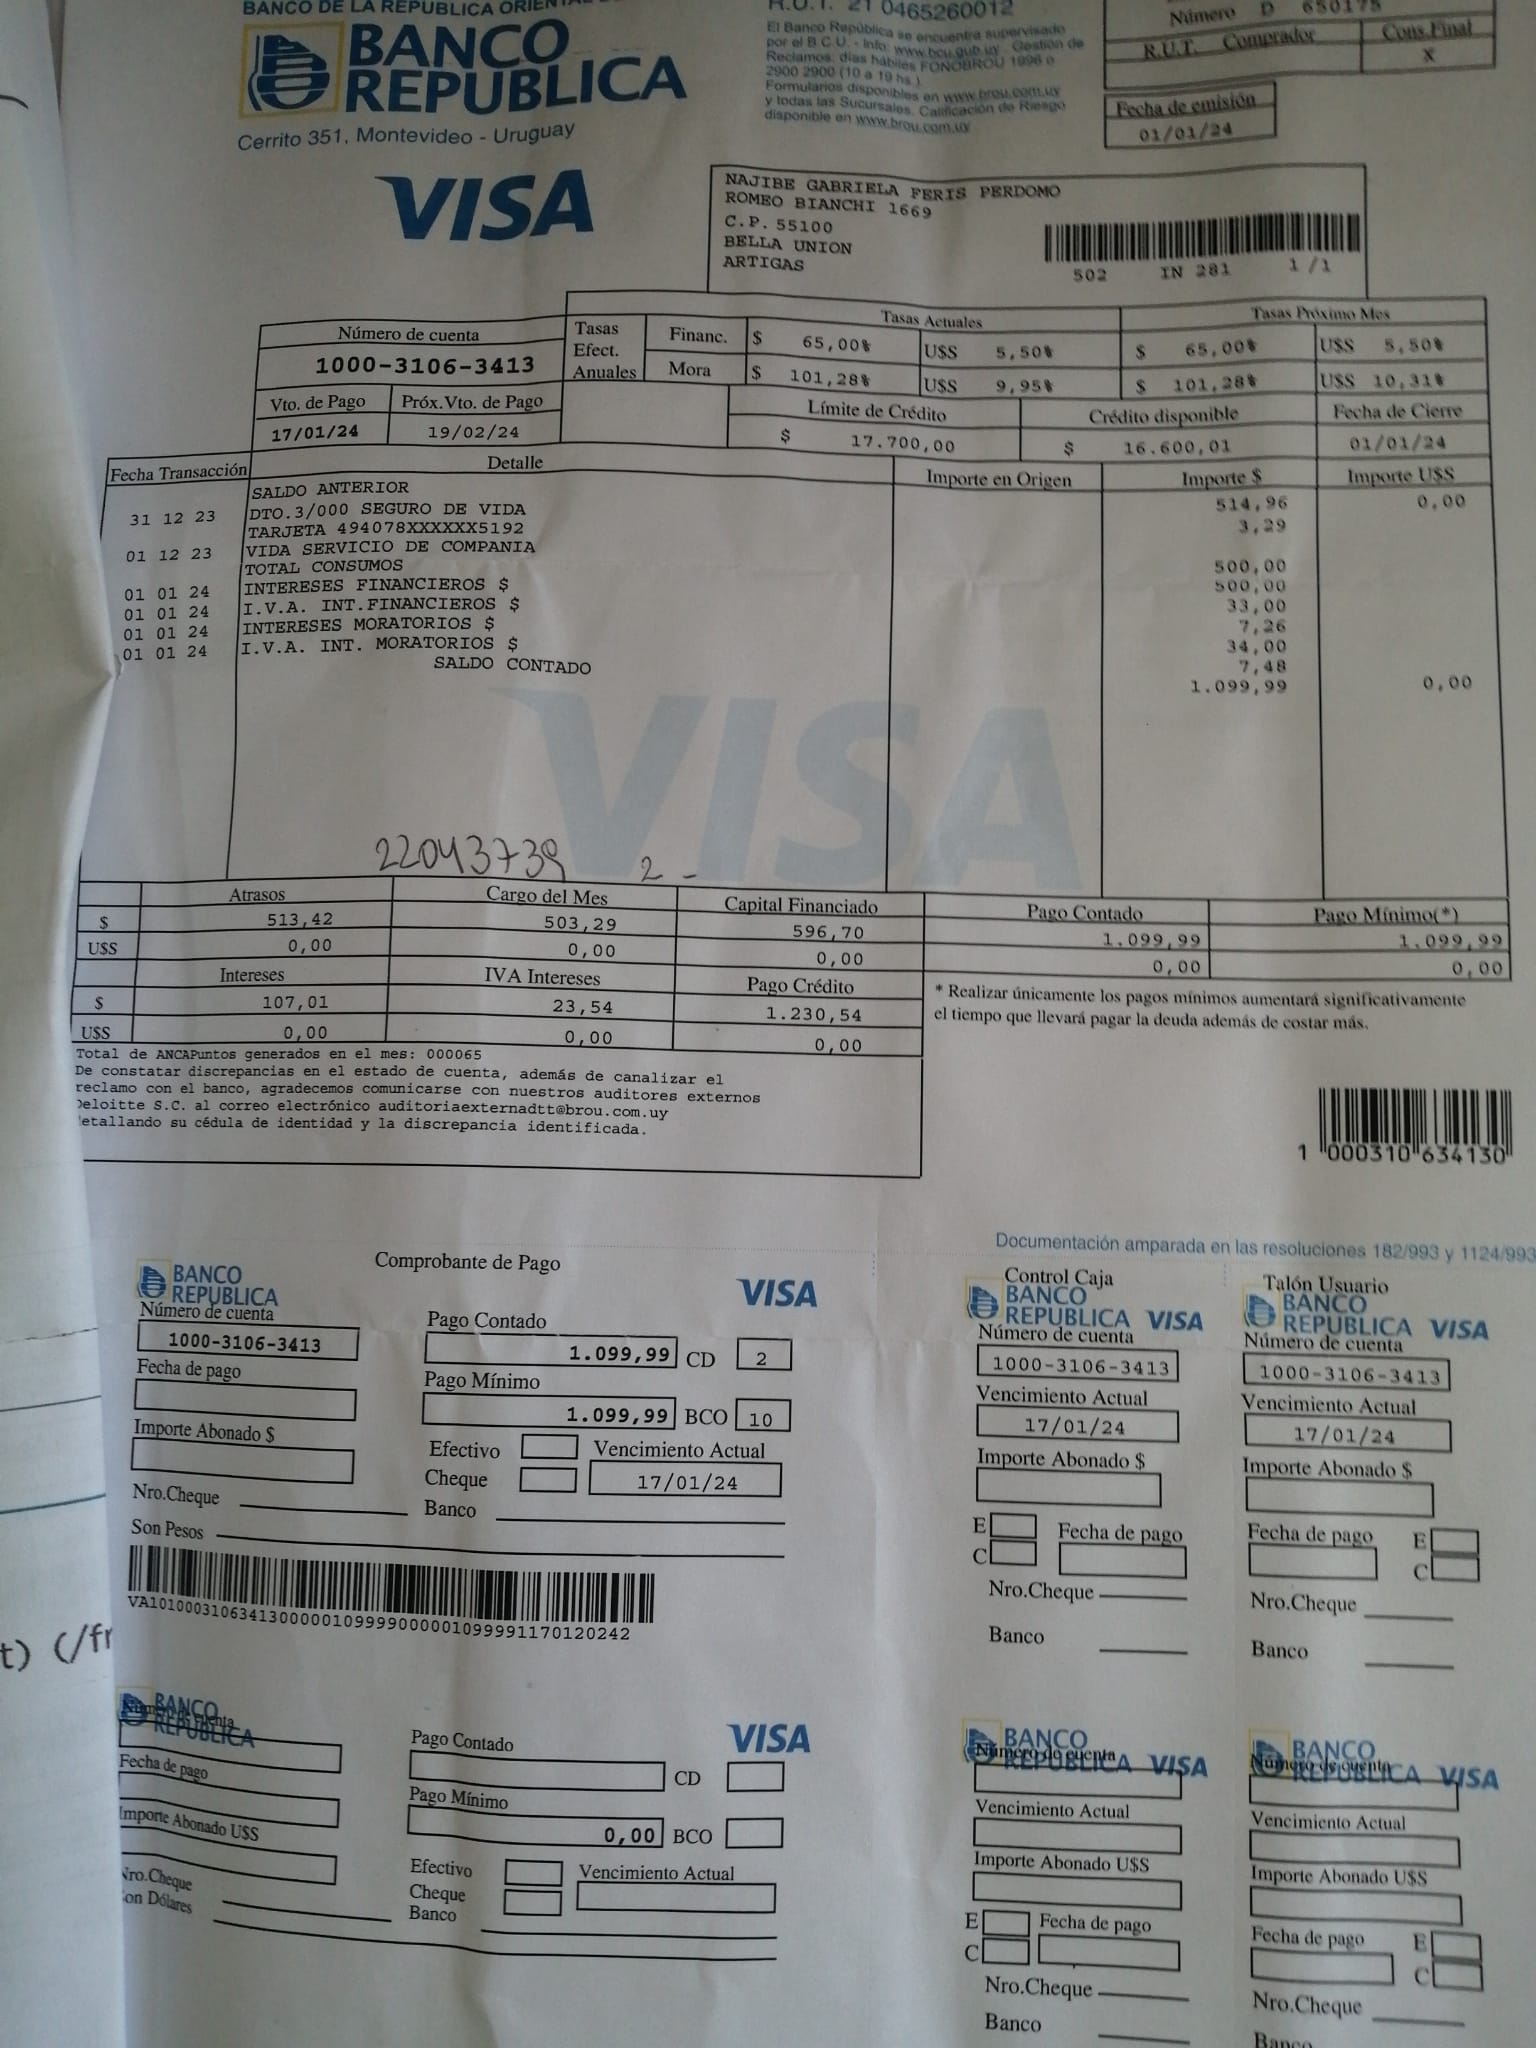 BANCO DE LA REPUBLICA
BANCO
REPUBLICA
Cerrito 351, Montevideo - Uruguay
VISA
R.U.T. 21 0465260012
El Banco República se encuentra supervisado
por el B.C.U. - Info: www.bcu.gub.uy - Gestión de
Reclamos: días hábiles FONOBROU 1996 o
2900 2900 (10 a 19 hs.)
Formularios disponibles en www.brou.com.uy
y todas las Sucursales. Calificación de Riesgo
disponible en www.brou.com.uy
Número D 650175
R.U.T. Comprador Cons.Final
X
Fecha de emisión
01/01/24
NAJIBE GABRIELA FERIS PERDOMO
ROMEO BIANCHI 1669
C.P. 55100
BELLA UNION
ARTIGAS
502 IN 281 1 /1
Número de cuenta
1000-3106-3413
Vto. de Pago Próx.Vto. de Pago
17/01/24 19/02/24
Tasas Efect. Anuales
Tasas Actuales Tasas Próximo Mes
Financ. $ 65,00% U$S 5,50% $ 65,00% U$S 5,50%
Mora $ 101,28% U$S 9,95% $ 101,28% U$S 10,31%
Límite de Crédito Crédito disponible Fecha de Cierre
$ 17.700,00 $ 16.600,01 01/01/24
Fecha Transacción Detalle Importe en Origen Importe $ Importe U$S
SALDO ANTERIOR 514,96 0,00
31 12 23 DTO.3/000 SEGURO DE VIDA 3,29
TARJETA 494078XXXXXX5192
01 12 23 VIDA SERVICIO DE COMPANIA 500,00
TOTAL CONSUMOS 500,00
01 01 24 INTERESES FINANCIEROS $ 33,00
01 01 24 I.V.A. INT.FINANCIEROS $ 7,26
01 01 24 INTERESES MORATORIOS $ 34,00
01 01 24 I.V.A. INT. MORATORIOS $ 7,48
SALDO CONTADO 1.099,99 0,00
VISA
22043739 2 -
Atrasos Cargo del Mes Capital Financiado Pago Contado Pago Mínimo(*)
$ 513,42 503,29 596,70 1.099,99 1.099,99
U$S 0,00 0,00 0,00 0,00 0,00
Intereses IVA Intereses Pago Crédito
$ 107,01 23,54 1.230,54
U$S 0,00 0,00 0,00
* Realizar únicamente los pagos mínimos aumentará significativamente
el tiempo que llevará pagar la deuda además de costar más.
Total de ANCAPuntos generados en el mes: 000065
De constatar discrepancias en el estado de cuenta, además de canalizar el
reclamo con el banco, agradecemos comunicarse con nuestros auditores externos
Deloitte S.C. al correo electrónico auditoriaexternadtt@brou.com.uy
detallando su cédula de identidad y la discrepancia identificada.
1 000310 634130
Documentación amparada en las resoluciones 182/993 y 1124/993
BANCO
REPUBLICA
Comprobante de Pago
VISA
Número de cuenta
1000-3106-3413
Fecha de pago
Importe Abonado $
Nro.Cheque
Son Pesos
Pago Contado
1.099,99 CD 2
Pago Mínimo
1.099,99 BCO 10
Efectivo Vencimiento Actual
Cheque 17/01/24
Banco
VA1010003106341300000109999000001099991170120242
Control Caja
BANCO
REPUBLICA VISA
Número de cuenta
1000-3106-3413
Vencimiento Actual
17/01/24
Importe Abonado $
E Fecha de pago
C
Nro.Cheque
Banco
Talón Usuario
BANCO
REPUBLICA VISA
Número de cuenta
1000-3106-3413
Vencimiento Actual
17/01/24
Importe Abonado $
Fecha de pago E
C
Nro.Cheque
Banco
t) (/fr
BANCO
REPUBLICA
Número de cuenta
Fecha de pago
Importe Abonado U$S
Nro.Cheque
on Dólares
VISA
Pago Contado
CD
Pago Mínimo
0,00 BCO
Efectivo Vencimiento Actual
Cheque
Banco
BANCO
REPUBLICA VISA
Número de cuenta
Vencimiento Actual
Importe Abonado U$S
E Fecha de pago
C
Nro.Cheque
Banco
BANCO
REPUBLICA VISA
Número de cuenta
Vencimiento Actual
Importe Abonado U$S
Fecha de pago E
C
Nro.Cheque
Banco